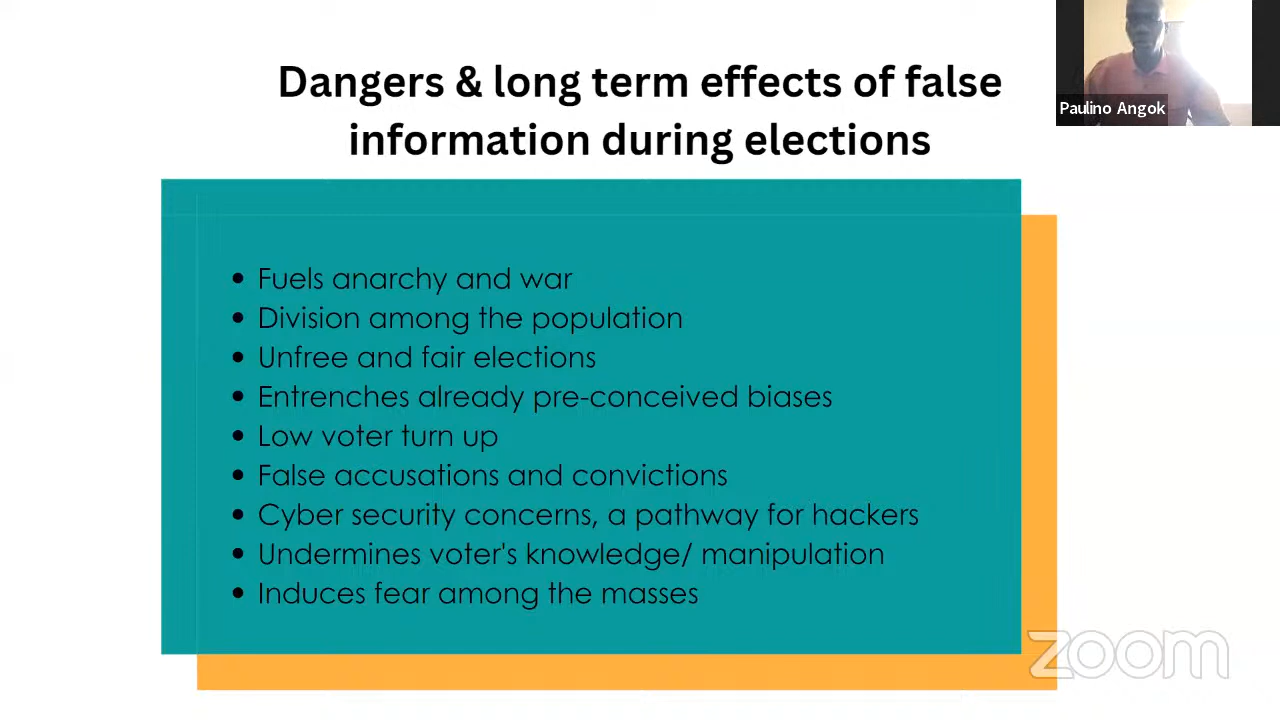 Dangers & long term effects of false
information during elections
Paulino Angok
• Fuels anarchy and war
• Division among the population
• Unfree and fair elections
• Entrenches already pre-conceived biases
• Low voter turn up
• False accusations and convictions
• Cyber security concerns, a pathway for hackers
• Undermines voter's knowledge/ manipulation
• Induces fear among the masses
zoom